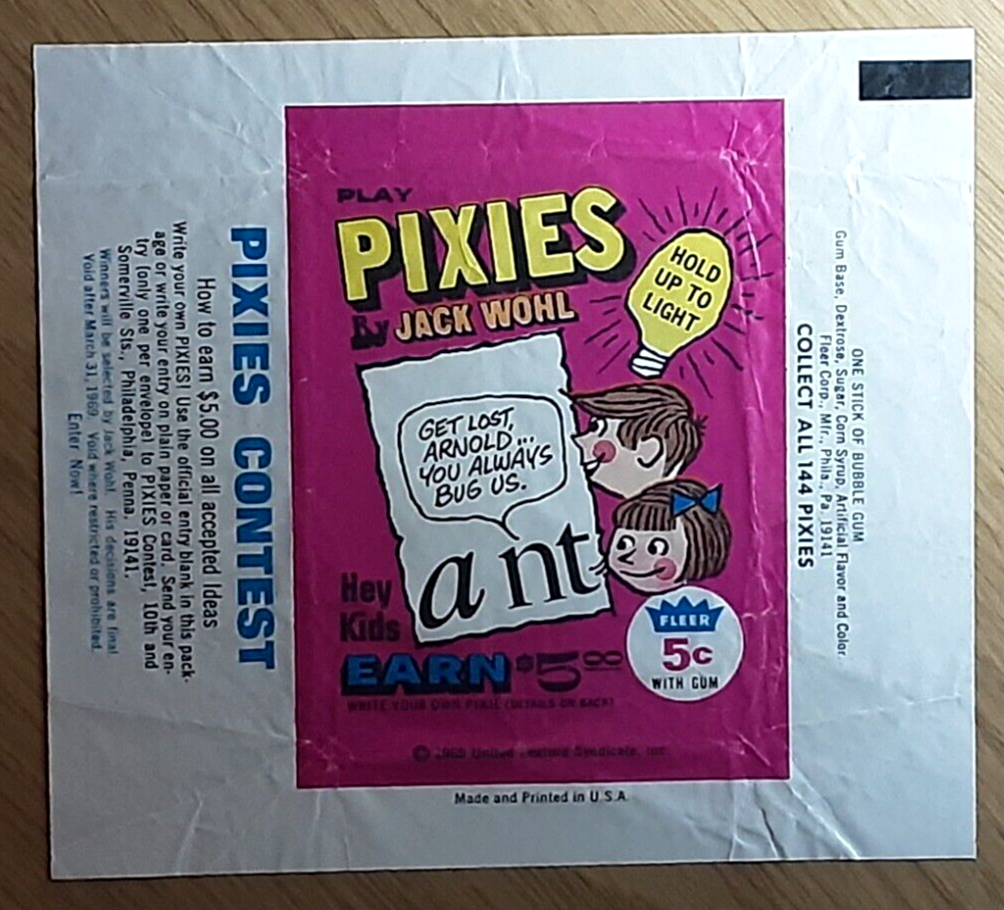 PLAY
PIXIES
By JACK WOHL
HOLD
UP TO
LIGHT
GET LOST,
ARNOLD...
YOU ALWAYS
BUG US.
ant
Hey
Kids
EARN $5.00
WRITE YOUR OWN PIXIE (DETAILS ON BACK)
FLEER
5c
WITH GUM
© United Feature Syndicate, Inc.
Made and Printed in U.S.A.
PIXIES CONTEST
How to earn $5.00 on all accepted Ideas
Write your own PIXIES! Use the official entry blank in this pack-
age or write your entry on plain paper or card. Send your en-
try (only one per envelope) to PIXIES Contest, 10th and
Somerville Sts., Philadelphia, Penna. 19141.
Winners will be selected by Jack Wohl. His decisions are final.
Void after March 31, 1969. Void where restricted or prohibited.
Enter Now!
ONE STICK OF BUBBLE GUM
Gum Base, Dextrose, Sugar, Corn Syrup, Artificial Flavor and Color.
Fleer Corp., Mfr., Phila., Pa. 19141
COLLECT ALL 144 PIXIES